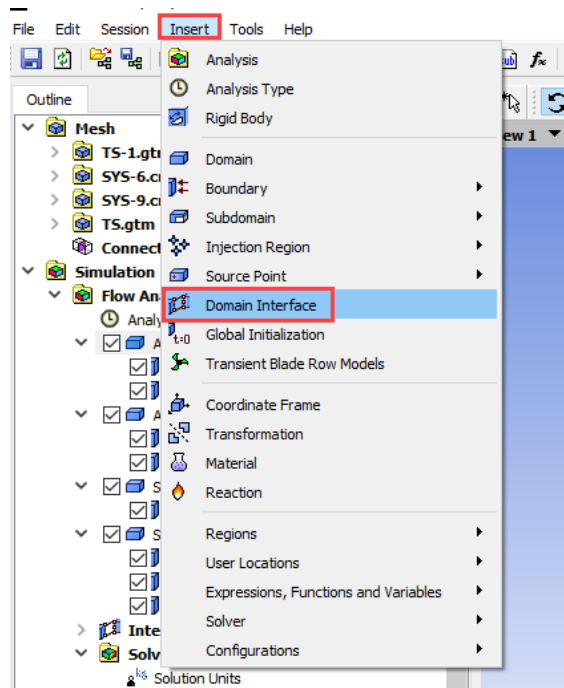 File Edit Session Insert Tools Help
Analysis
Analysis Type
Rigid Body
Domain
Boundary
Subdomain
Injection Region
Source Point
Domain Interface
Global Initialization
Transient Blade Row Models
Coordinate Frame
Transformation
Material
Reaction
Regions
User Locations
Expressions, Functions and Variables
Solver
Configurations
Outline
Mesh
TS-1.gt
SYS-6.c
SYS-9.c
TS.gtm
Connect
Simulation
Flow An
Analy
A
A
S
S
Inte
Solv
Solution Units
ew 1
t=0